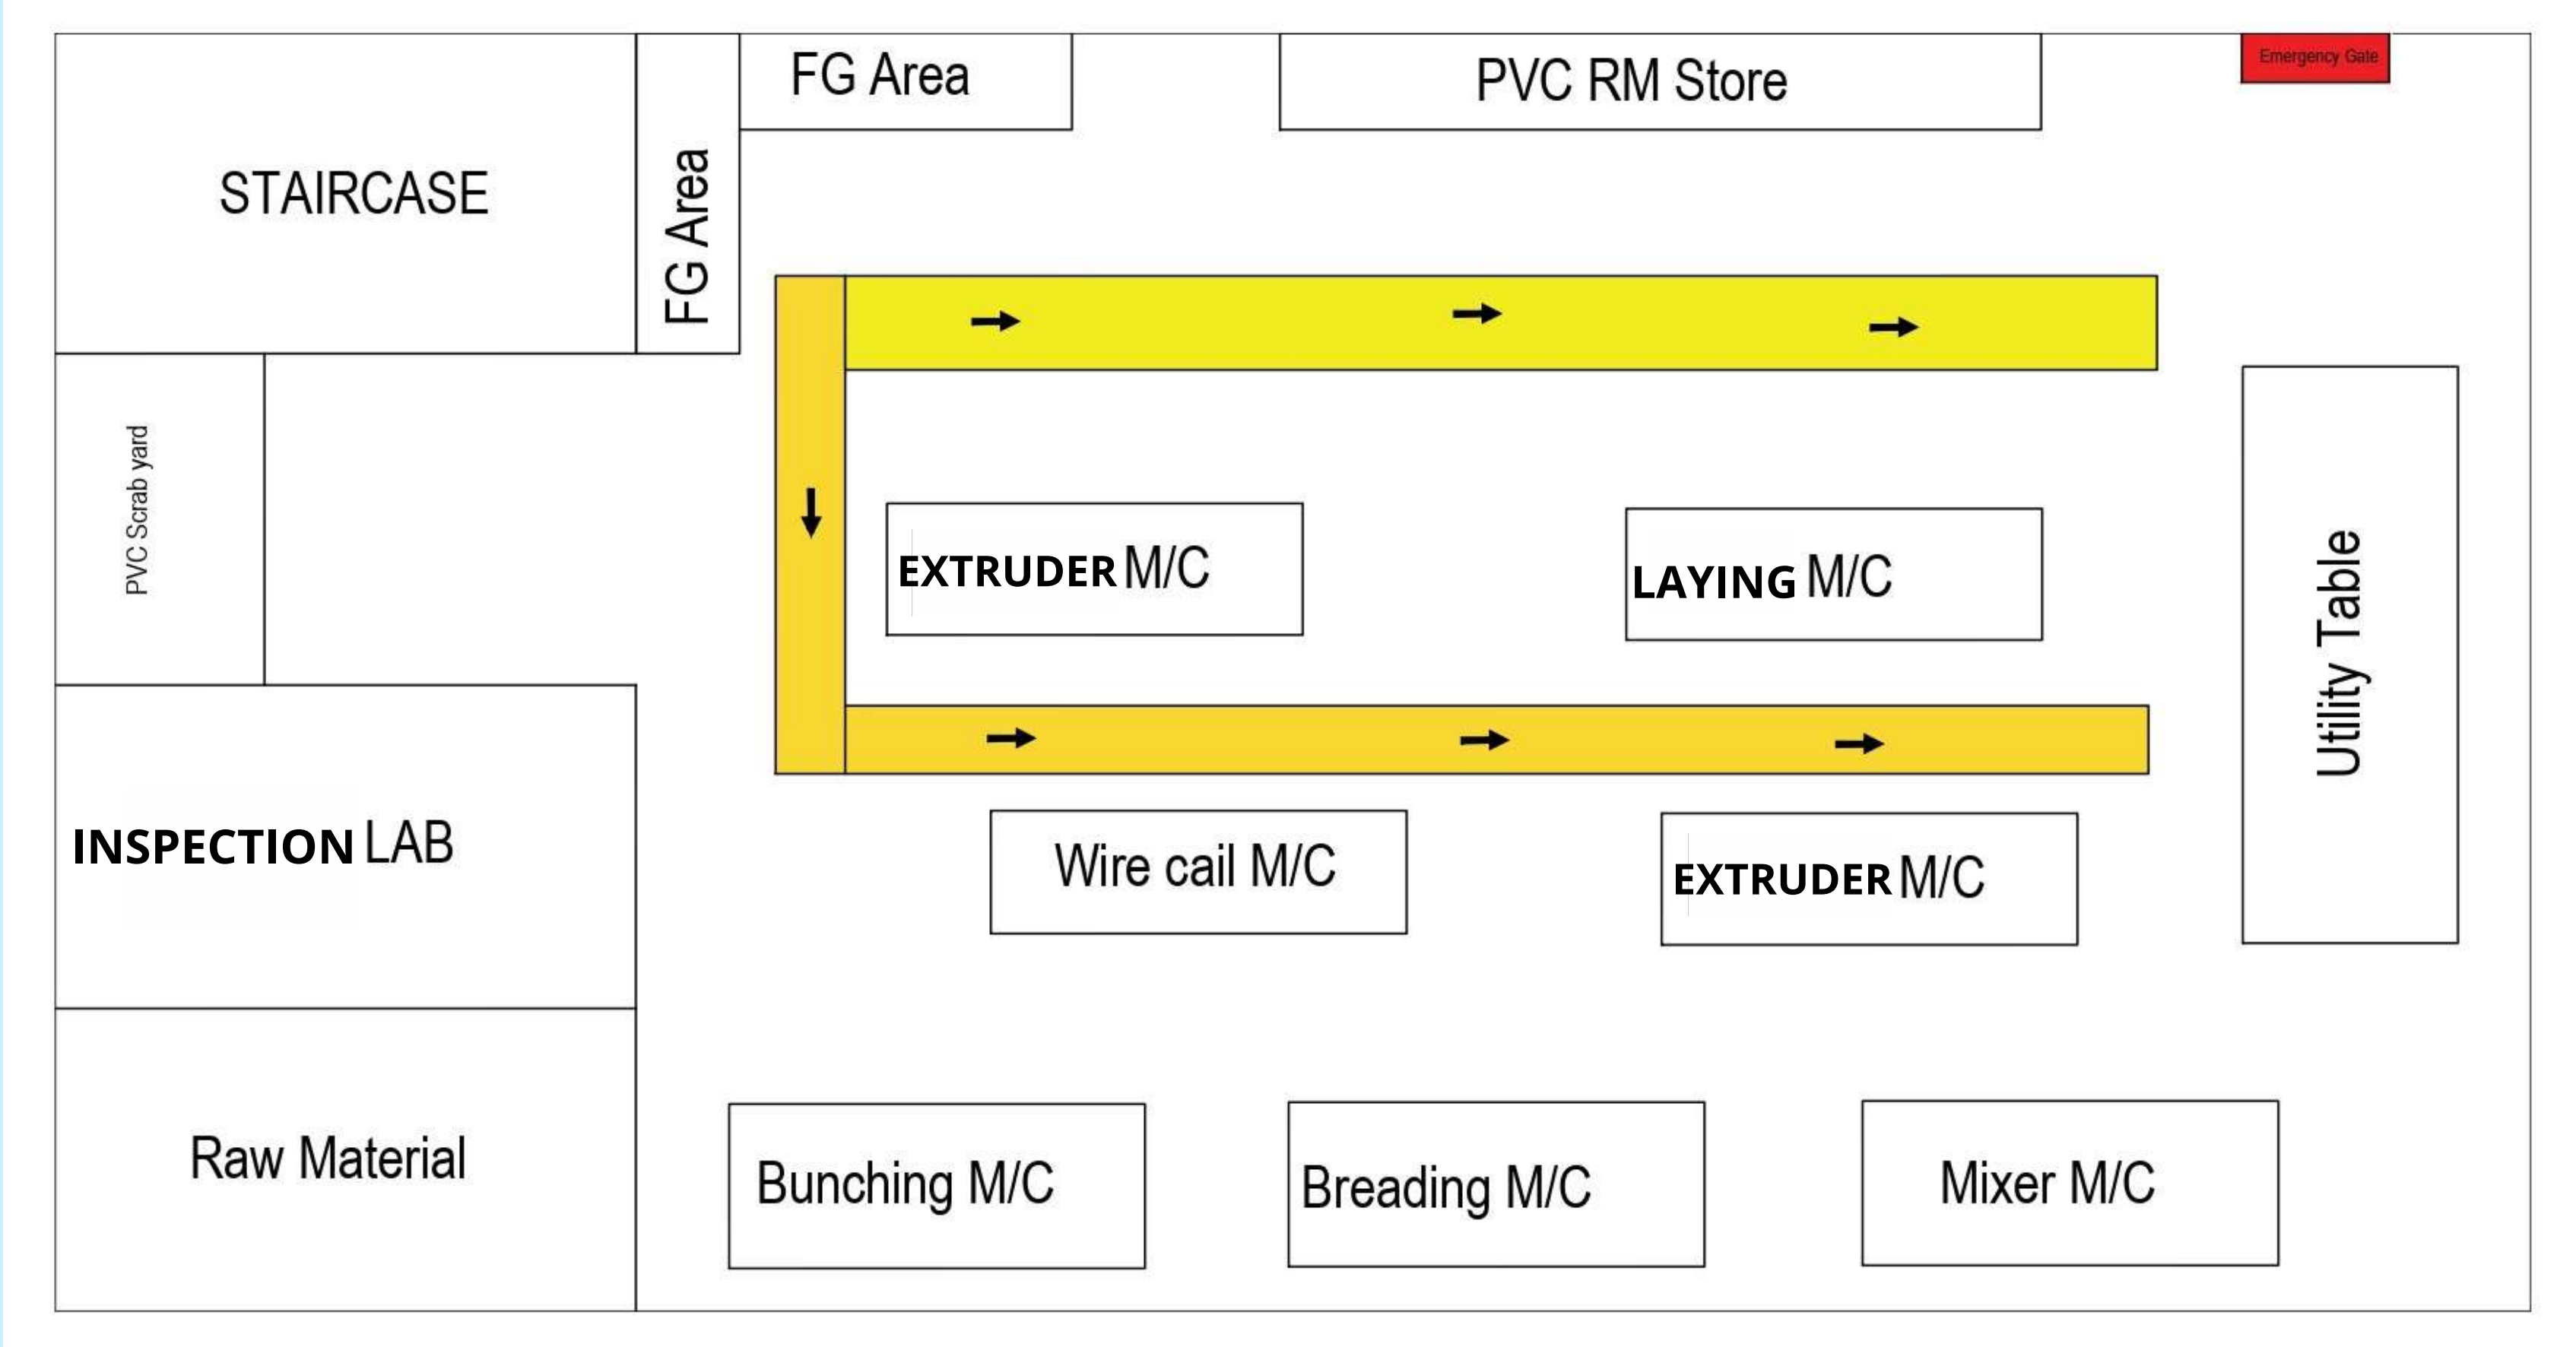 FG Area
PVC RM Store
Emergency Gate
STAIRCASE
FG Area
PVC Scrab yard
EXTRUDER M/C
LAYING M/C
Utility Table
INSPECTION LAB
Wire cail M/C
EXTRUDER M/C
Raw Material
Bunching M/C
Breading M/C
Mixer M/C